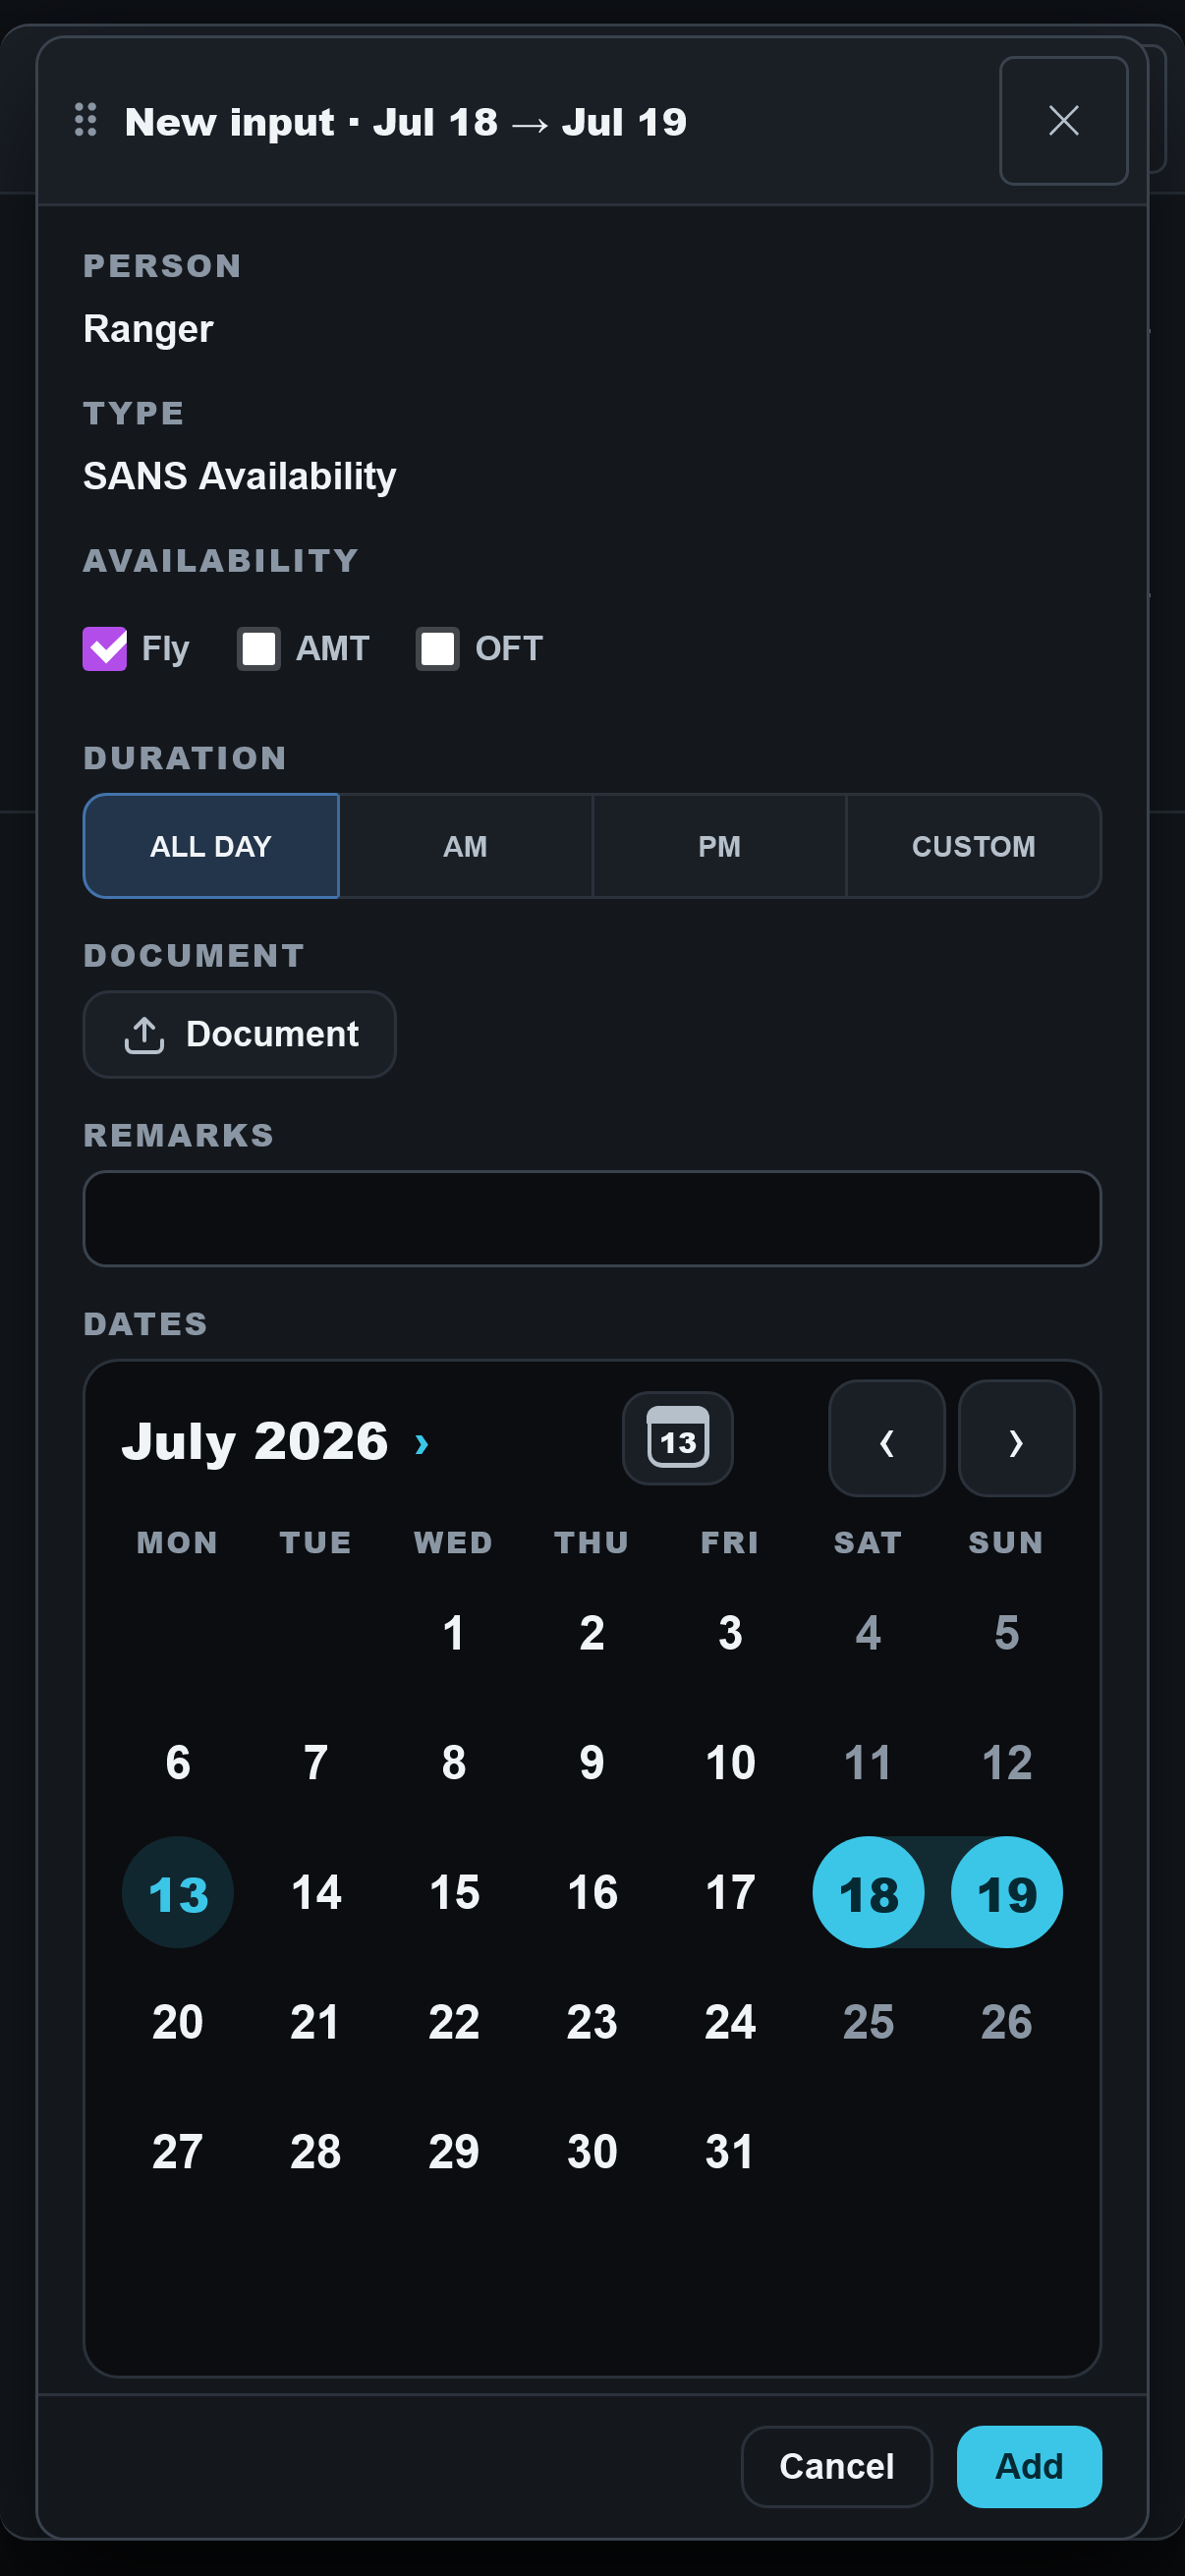 New input · Jul 18 → Jul 19
PERSON
Ranger
TYPE
SANS Availability
AVAILABILITY
Fly AMT OFT
DURATION
ALL DAY AM PM CUSTOM
DOCUMENT
Document
REMARKS
DATES
July 2026 › 13 ‹ ›
MON TUE WED THU FRI SAT SUN
1 2 3 4 5
6 7 8 9 10 11 12
13 14 15 16 17 18 19
20 21 22 23 24 25 26
27 28 29 30 31
Cancel Add